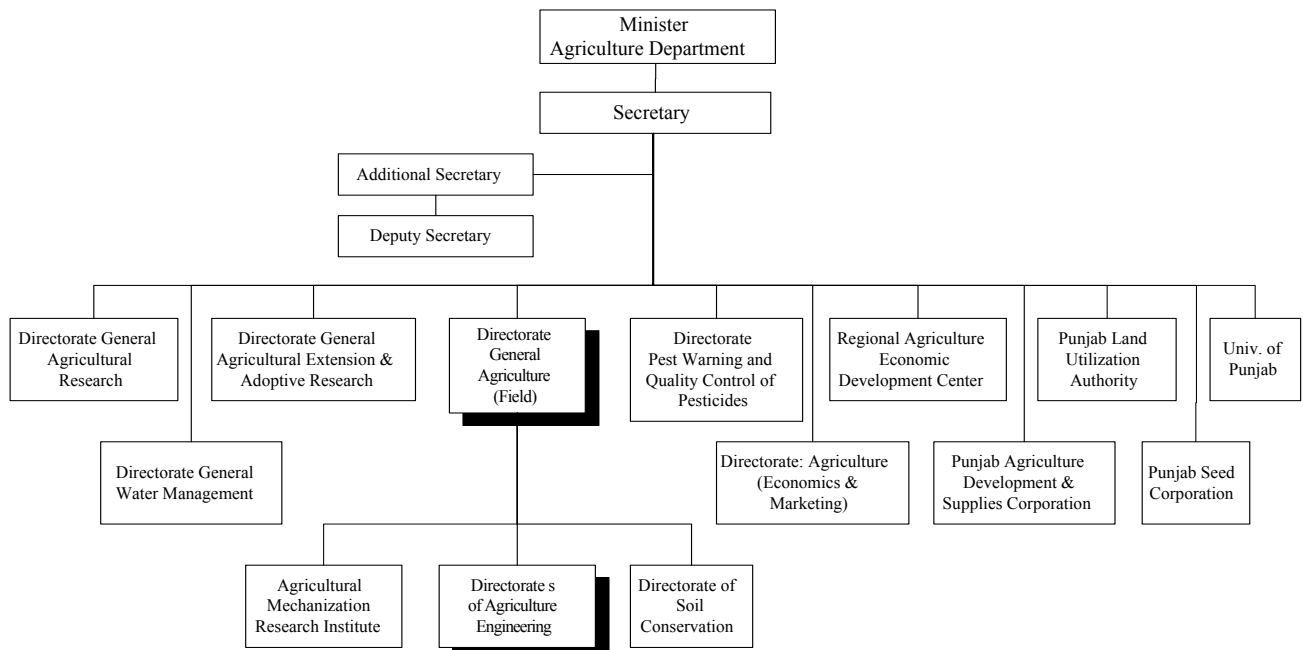 Minister
Agriculture Department
Secretary
Additional Secretary
Deputy Secretary
Directorate General
Agricultural
Research
Directorate General
Agricultural Extension &
Adoptive Research
Directorate
General
Agriculture
(Field)
Directorate
Pest Warning and
Quality Control of
Pesticides
Regional Agriculture
Economic
Development Center
Punjab Land
Utilization
Authority
Univ. of
Punjab
Directorate General
Water Management
Directorate: Agriculture
(Economics &
Marketing)
Punjab Agriculture
Development &
Supplies Corporation
Punjab Seed
Corporation
Agricultural
Mechanization
Research Institute
Directorate s
of Agriculture
Engineering
Directorate of
Soil
Conservation